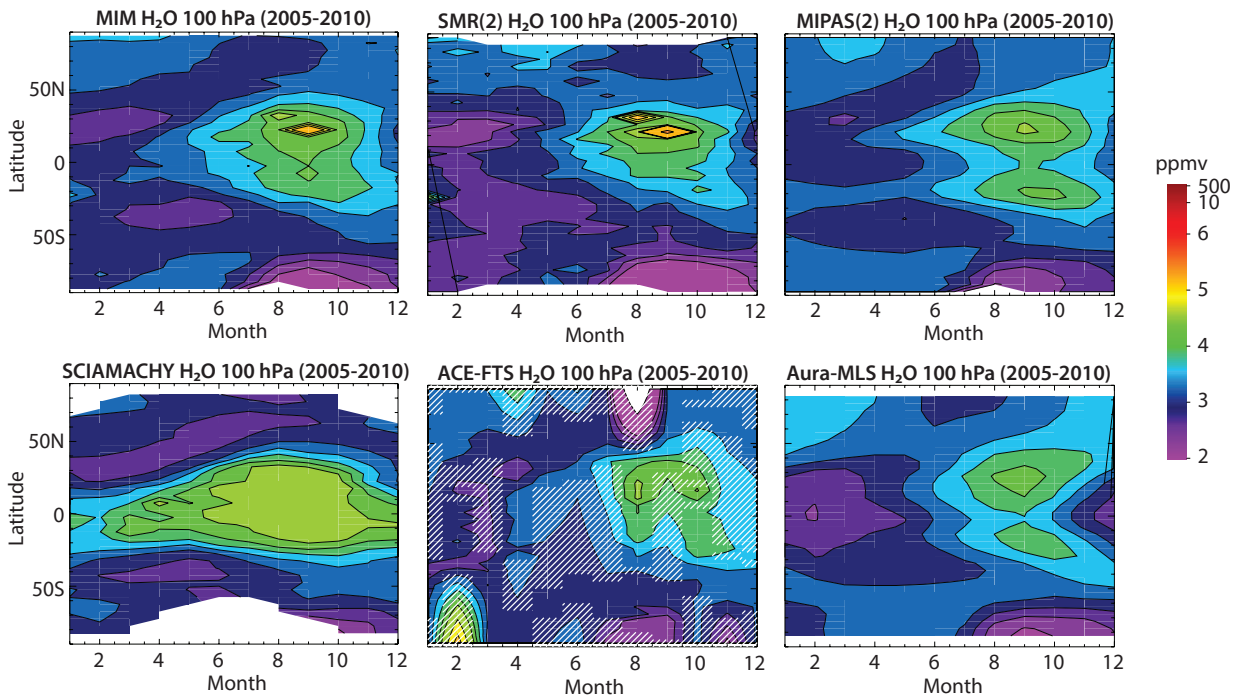 MIM H₂O 100 hPa (2005-2010)
SMR(2) H₂O 100 hPa (2005-2010)
MIPAS(2) H₂O 100 hPa (2005-2010)
Latitude
50N
0
50S
2 4 6 8 10 12
Month
2 4 6 8 10 12
Month
2 4 6 8 10 12
Month
ppmv
500
10
6
5
4
3
2
SCIAMACHY H₂O 100 hPa (2005-2010)
ACE-FTS H₂O 100 hPa (2005-2010)
Aura-MLS H₂O 100 hPa (2005-2010)
Latitude
50N
0
50S
2 4 6 8 10 12
Month
2 4 6 8 10 12
Month
2 4 6 8 10 12
Month